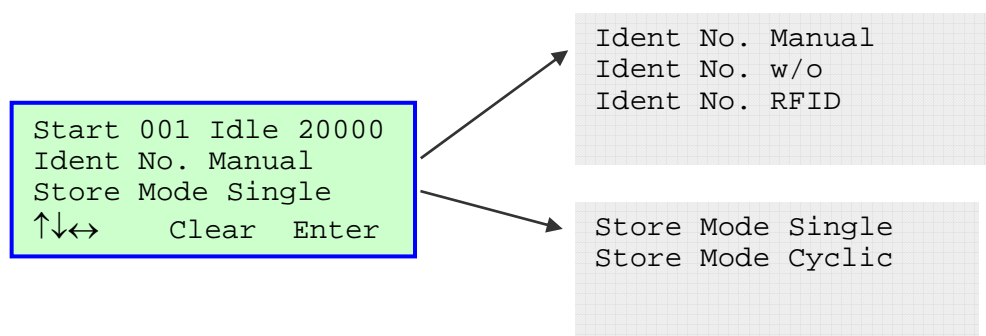 Start 001 Idle 20000
Ident No. Manual
Store Mode Single
↑↓↔ Clear Enter
Ident No. Manual
Ident No. w/o
Ident No. RFID
Store Mode Single
Store Mode Cyclic